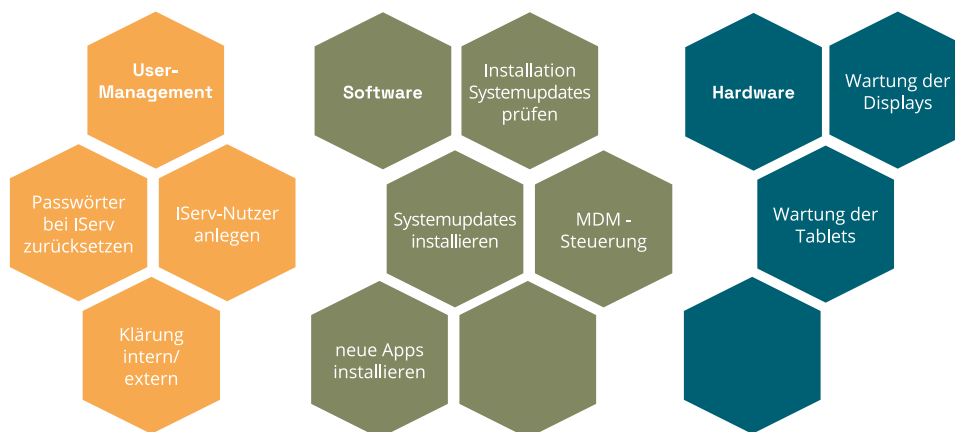 User-
Management
Passwörter
bei IServ
zurücksetzen
IServ-Nutzer
anlegen
Klärung
intern/
extern
Software
Installation
Systemupdates
prüfen
Systemupdates
installieren
MDM -
Steuerung
neue Apps
installieren
Hardware
Wartung der
Displays
Wartung der
Tablets